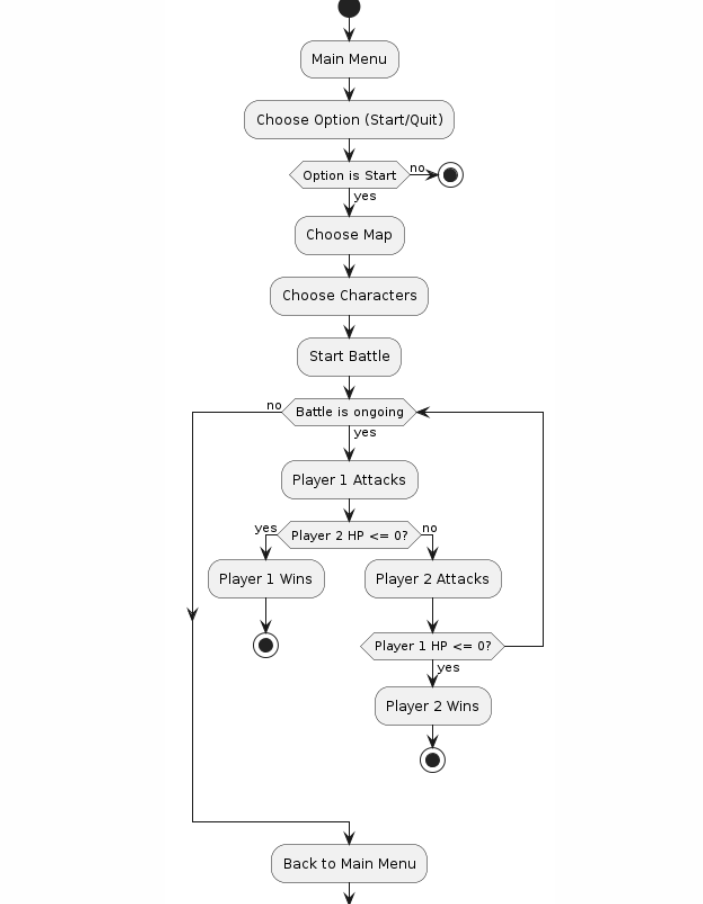 Main Menu
Choose Option (Start/Quit)
Option is Start
no
yes
Choose Map
Choose Characters
Start Battle
no
Battle is ongoing
yes
Player 1 Attacks
yes
Player 2 HP <= 0?
no
Player 1 Wins
Player 2 Attacks
Player 1 HP <= 0?
yes
Player 2 Wins
Back to Main Menu